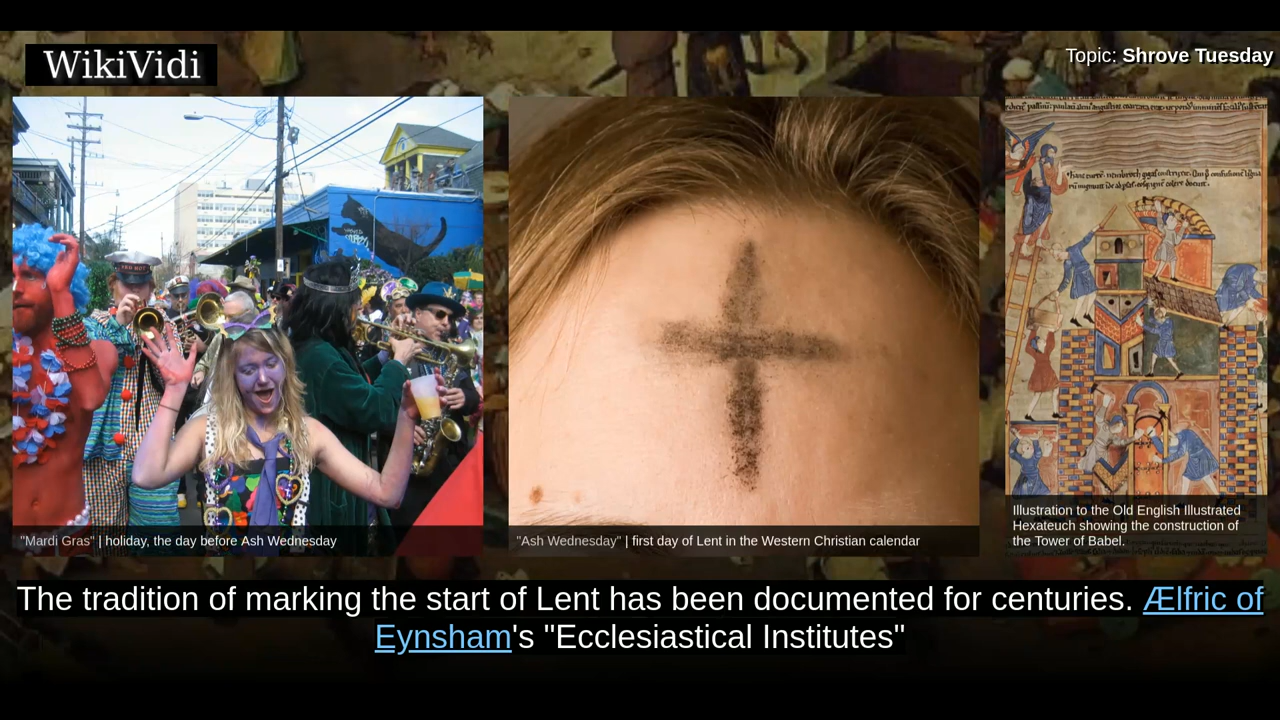 WikiVidi
Topic: Shrove Tuesday
"Mardi Gras" | holiday, the day before Ash Wednesday
"Ash Wednesday" | first day of Lent in the Western Christian calendar
Illustration to the Old English Illustrated
Hexateuch showing the construction of
the Tower of Babel.
The tradition of marking the start of Lent has been documented for centuries. Ælfric of
Eynsham's "Ecclesiastical Institutes"